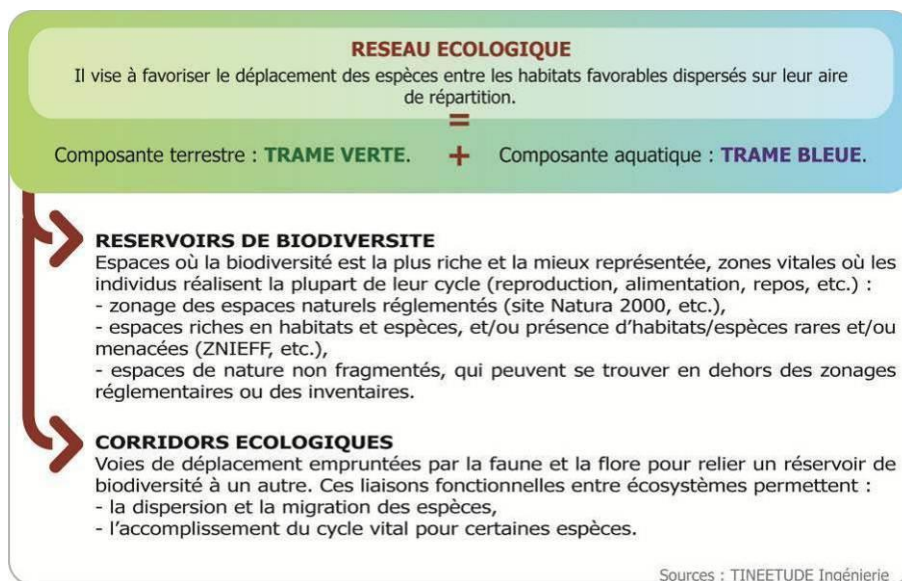 RESEAU ECOLOGIQUE
Il vise à favoriser le déplacement des espèces entre les habitats favorables dispersés sur leur aire
de répartition.
=
Composante terrestre : TRAME VERTE. + Composante aquatique : TRAME BLEUE.
RESERVOIRS DE BIODIVERSITE
Espaces où la biodiversité est la plus riche et la mieux représentée, zones vitales où les
individus réalisent la plupart de leur cycle (reproduction, alimentation, repos, etc.) :
- zonage des espaces naturels réglementés (site Natura 2000, etc.),
- espaces riches en habitats et espèces, et/ou présence d'habitats/espèces rares et/ou
menacées (ZNIEFF, etc.),
- espaces de nature non fragmentés, qui peuvent se trouver en dehors des zonages
réglementaires ou des inventaires.
CORRIDORS ECOLOGIQUES
Voies de déplacement empruntées par la faune et la flore pour relier un réservoir de
biodiversité à un autre. Ces liaisons fonctionnelles entre écosystèmes permettent :
- la dispersion et la migration des espèces,
- l'accomplissement du cycle vital pour certaines espèces.
Sources : TINEETUDE Ingénierie